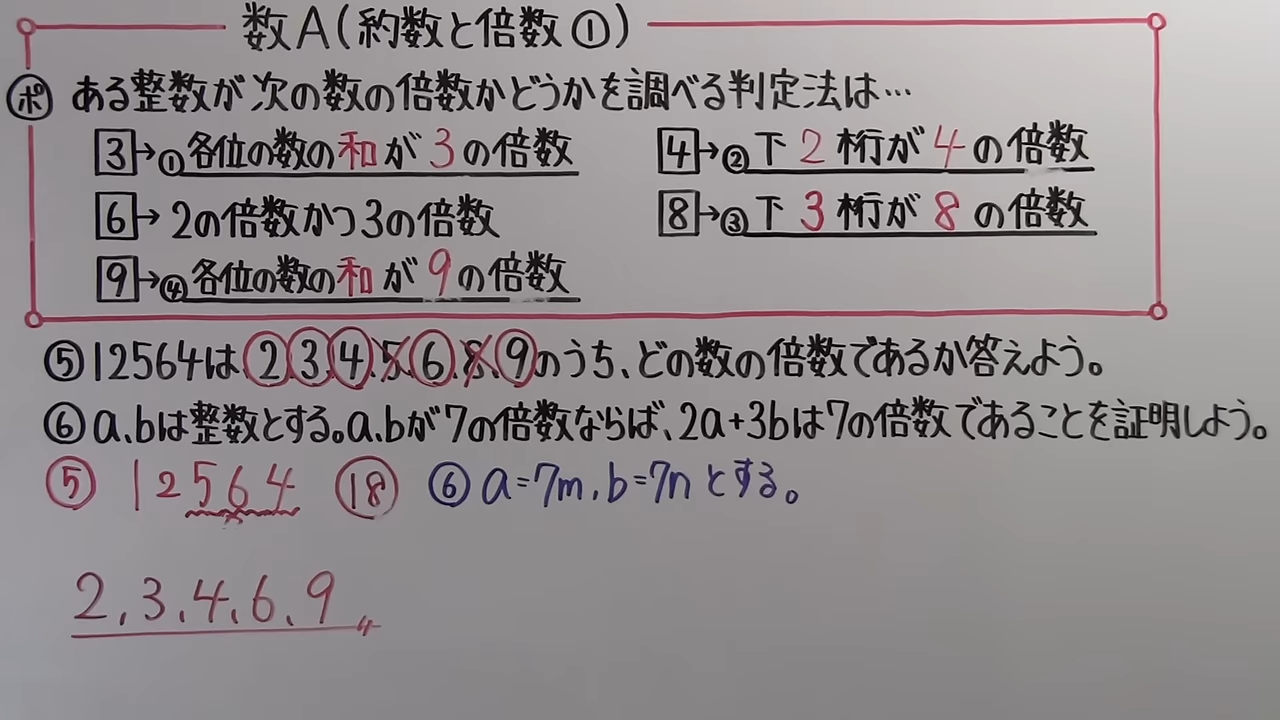 数A(約数と倍数①)
ポ ある整数が次の数の倍数かどうかを調べる判定法は…
3→①各位の数の和が3の倍数
4→②下2桁が4の倍数
6→2の倍数かつ3の倍数
8→③下3桁が8の倍数
9→④各位の数の和が9の倍数
⑤12564は、2、3、4、5、6、8、9のうち、どの数の倍数であるか答えよう。
⑥a、bは整数とする。a、bが7の倍数ならば、2a+3bは7の倍数であることを証明しよう。
⑤ 12564 ⑱ ⑥a=7m、b=7nとする。
2、3、4、6、9